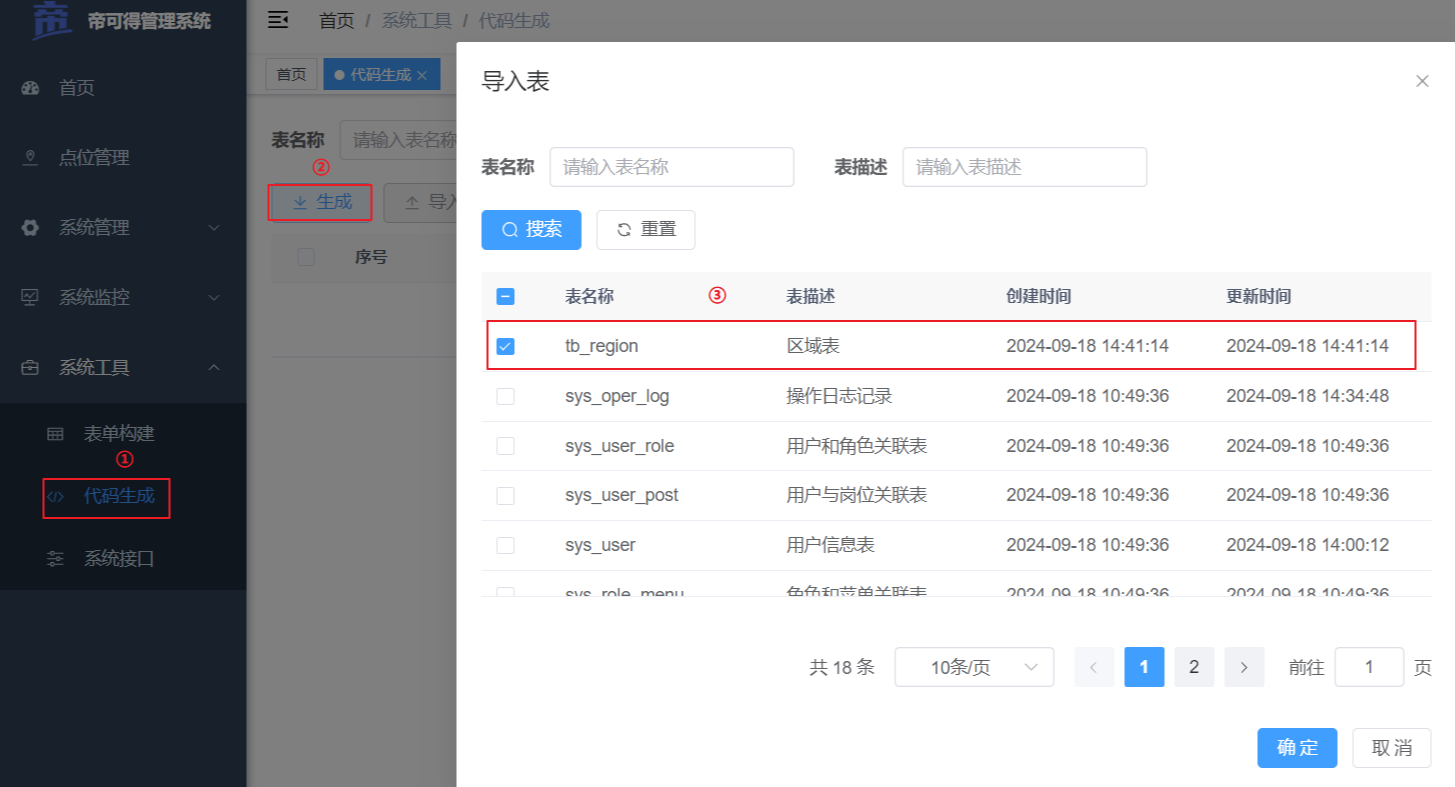 帝可得管理系统
首页
点位管理
系统管理
系统监控
系统工具
表单构建
①
代码生成
系统接口
首页 / 系统工具 / 代码生成
首页 代码生成
表名称 请输入表名称
②
生成 导入
序号
导入表
表名称 请输入表名称 表描述 请输入表描述
搜索 重置
表名称 ③ 表描述 创建时间 更新时间
tb_region 区域表 2024-09-18 14:41:14 2024-09-18 14:41:14
sys_oper_log 操作日志记录 2024-09-18 10:49:36 2024-09-18 14:34:48
sys_user_role 用户和角色关联表 2024-09-18 10:49:36 2024-09-18 10:49:36
sys_user_post 用户与岗位关联表 2024-09-18 10:49:36 2024-09-18 10:49:36
sys_user 用户信息表 2024-09-18 10:49:36 2024-09-18 14:00:12
sys_role_menu 角色和菜单关联表 2024-09-18 10:49:36 2024-09-18 10:49:36
共 18 条 10条/页 1 2 前往 1 页
确 定 取 消